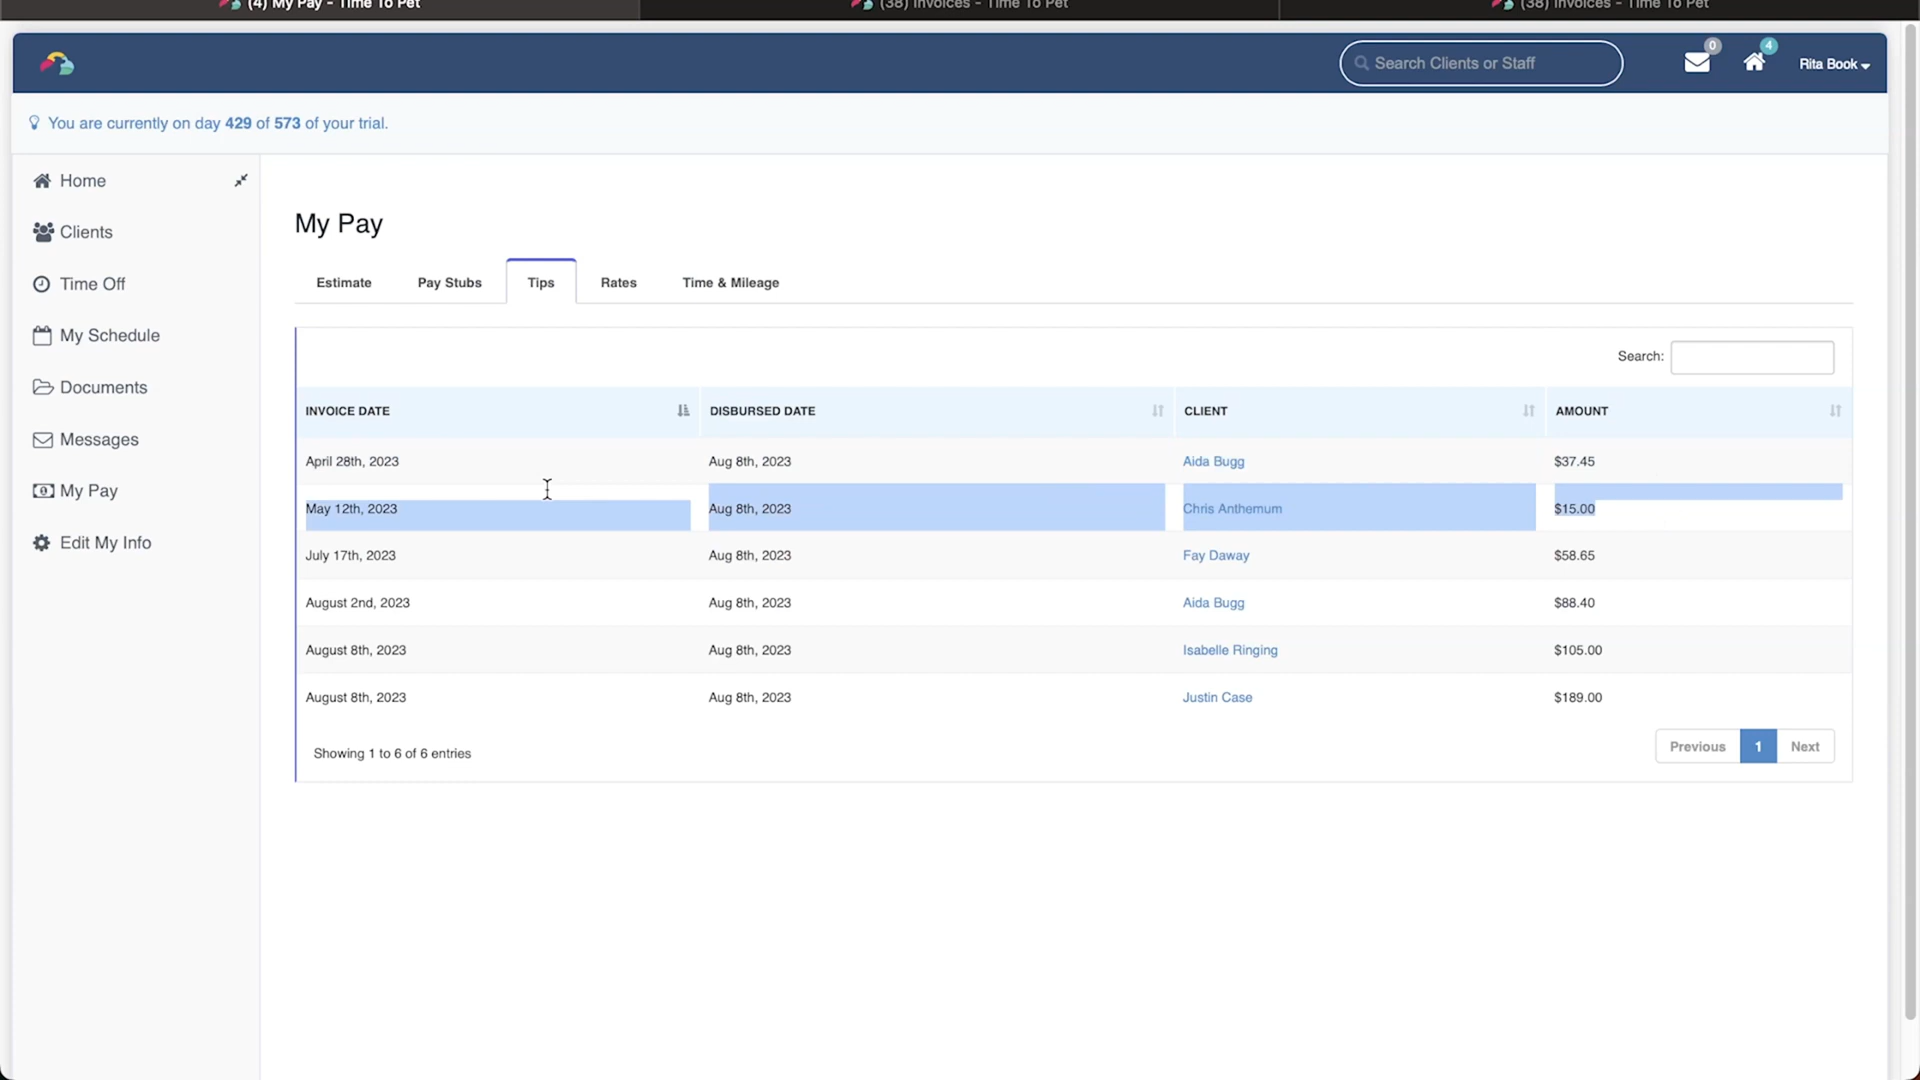 (4) My Pay - Time To Pet
(38) Invoices - Time To Pet
(38) Invoices - Time To Pet
Search Clients or Staff
0
4
Rita Book
You are currently on day 429 of 573 of your trial.
Home
Clients
Time Off
My Schedule
Documents
Messages
My Pay
Edit My Info
My Pay
Estimate Pay Stubs Tips Rates Time & Mileage
Search:
INVOICE DATE DISBURSED DATE CLIENT AMOUNT
April 28th, 2023 Aug 8th, 2023 Aida Bugg $37.45
May 12th, 2023 Aug 8th, 2023 Chris Anthemum $15.00
July 17th, 2023 Aug 8th, 2023 Fay Daway $58.65
August 2nd, 2023 Aug 8th, 2023 Aida Bugg $88.40
August 8th, 2023 Aug 8th, 2023 Isabelle Ringing $105.00
August 8th, 2023 Aug 8th, 2023 Justin Case $189.00
Showing 1 to 6 of 6 entries
Previous 1 Next